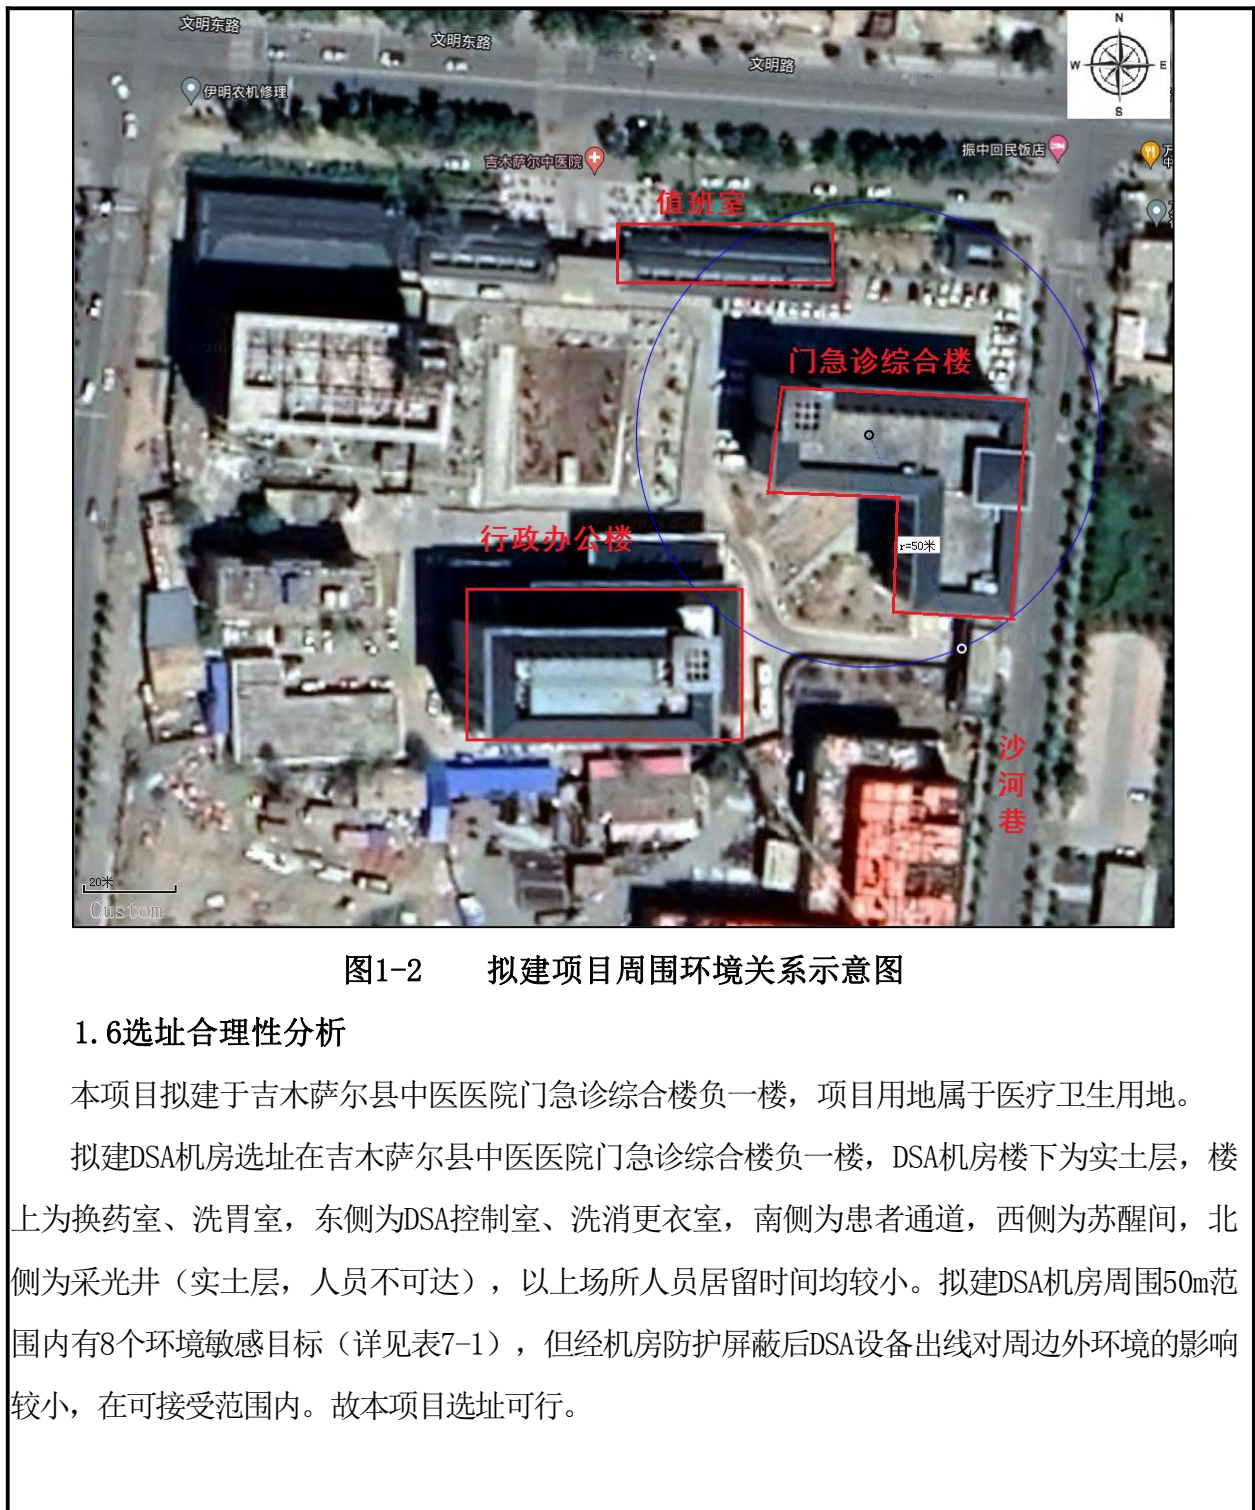 文明东路
文明东路
文明路
N
W
E
S
伊明农机修理
吉木萨尔中医院
振中回民饭店
值班室
门急诊综合楼
r=50米
行政办公楼
沙河巷
20米
Custom
图1-2 拟建项目周围环境关系示意图
1.6选址合理性分析
本项目拟建于吉木萨尔县中医医院门急诊综合楼负一楼，项目用地属于医疗卫生用地。
拟建DSA机房选址在吉木萨尔县中医医院门急诊综合楼负一楼，DSA机房楼下为实土层，楼
上为换药室、洗胃室，东侧为DSA控制室、洗消更衣室，南侧为患者通道，西侧为苏醒间，北
侧为采光井（实土层，人员不可达），以上场所人员居留时间均较小。拟建DSA机房周围50m范
围内有8个环境敏感目标（详见表7-1），但经机房防护屏蔽后DSA设备出线对周边外环境的影响
较小，在可接受范围内。故本项目选址可行。